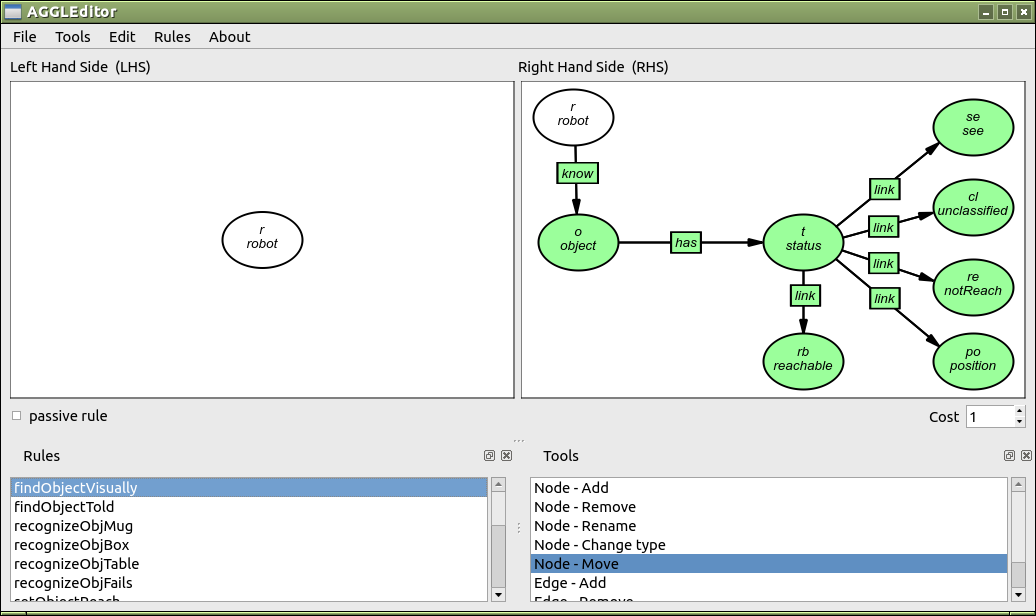 AGGLEditor
File Tools Edit Rules About
Left Hand Side (LHS)
r
robot
Right Hand Side (RHS)
r
robot
know
o
object
has
t
status
link
se
see
link
cl
unclassified
link
re
notReach
link
po
position
link
rb
reachable
passive rule
Cost 1
Rules
findObjectVisually
findObjectTold
recognizeObjMug
recognizeObjBox
recognizeObjTable
recognizeObjFails
setObjectReach
Tools
Node - Add
Node - Remove
Node - Rename
Node - Change type
Node - Move
Edge - Add
Edge - Remove